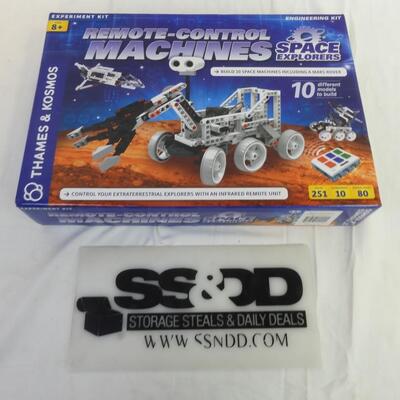 EXPERIMENT KIT
ENGINEERING KIT
8+
REMOTE-CONTROL
MACHINES
SPACE
EXPLORERS
BUILD 10 SPACE MACHINES INCLUDING A MARS ROVER
10 different
models
to build
THAMES & KOSMOS
CONTROL YOUR EXTRATERRESTRIAL EXPLORERS WITH AN INFRARED REMOTE UNIT
251 10 80
REMOTE-CONTROL MACHINES
SS&DD
STORAGE STEALS & DAILY DEALS
WWW.SSNDD.COM